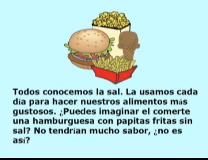 Todos conocemos la sal. La usamos cada
día para hacer nuestros alimentos más
gustosos. ¿Puedes imaginar el comerte
una hamburguesa con papitas fritas sin
sal? No tendrían mucho sabor, ¿no es
así?